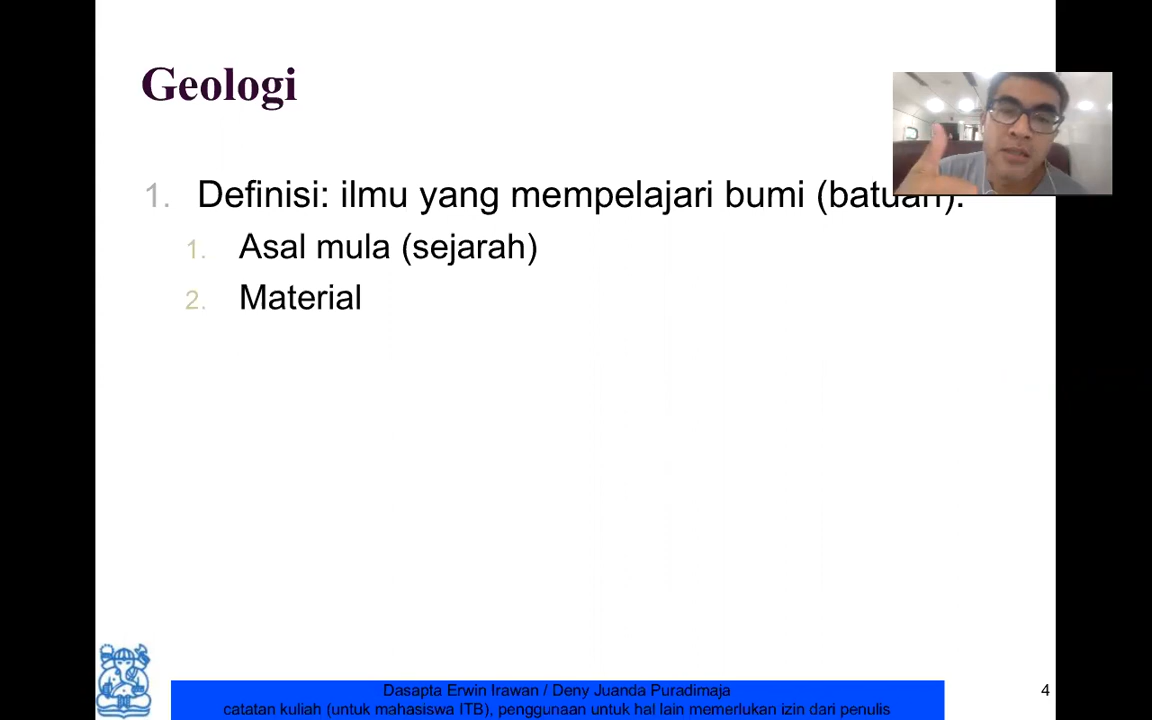 Geologi
1. Definisi: ilmu yang mempelajari bumi (batuan):
1. Asal mula (sejarah)
2. Material
Dasapta Erwin Irawan / Deny Juanda Puradimaja
4
catatan kuliah (untuk mahasiswa ITB), penggunaan untuk hal lain memerlukan izin dari penulis